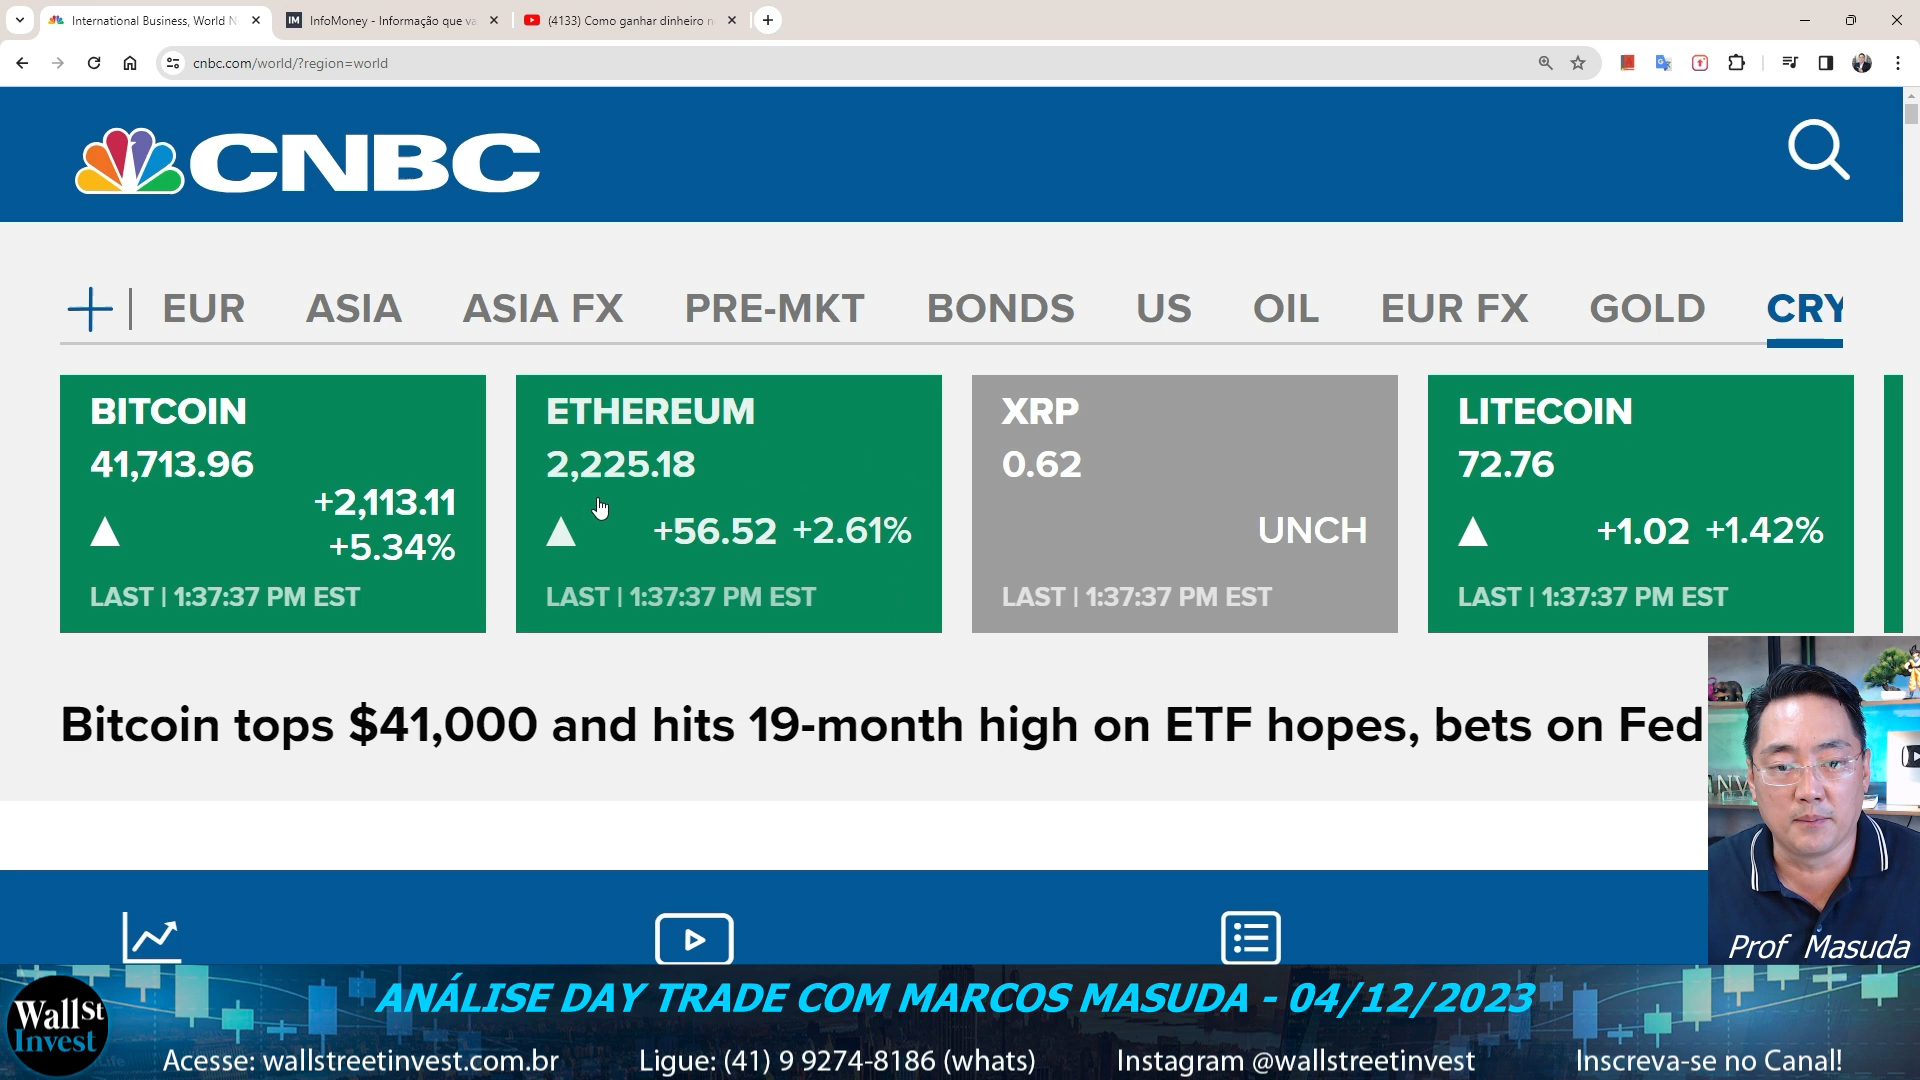 International Business, World N
InfoMoney - Informação que va
(4133) Como ganhar dinheiro n
cnbc.com/world/?region=world
CNBC
EUR ASIA ASIA FX PRE-MKT BONDS US OIL EUR FX GOLD CRY
BITCOIN
41,713.96
+2,113.11
+5.34%
LAST | 1:37:37 PM EST
ETHEREUM
2,225.18
+56.52 +2.61%
LAST | 1:37:37 PM EST
XRP
0.62
UNCH
LAST | 1:37:37 PM EST
LITECOIN
72.76
+1.02 +1.42%
LAST | 1:37:37 PM EST
Bitcoin tops $41,000 and hits 19-month high on ETF hopes, bets on Fed
Prof Masuda
Wall St
Invest
ANÁLISE DAY TRADE COM MARCOS MASUDA - 04/12/2023
Acesse: wallstreetinvest.com.br Ligue: (41) 9 9274-8186 (whats) Instagram @wallstreetinvest Inscreva-se no Canal!